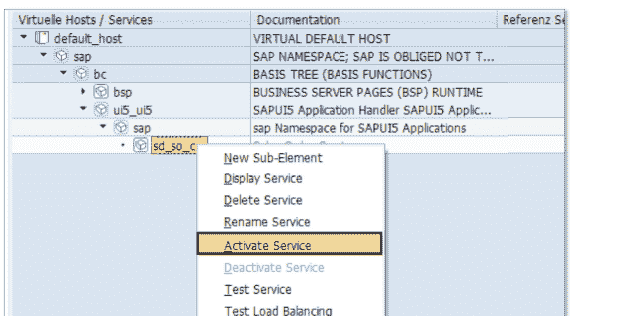 Virtuelle Hosts / Services Documentation Referenz Se
default_host VIRTUAL DEFAULT HOST
sap SAP NAMESPACE; SAP IS OBLIGED NOT T...
bc BASIS TREE (BASIS FUNCTIONS)
bsp BUSINESS SERVER PAGES (BSP) RUNTIME
ui5_ui5 SAPUI5 Application Handler SAPUI5 Applic...
sap sap Namespace for SAPUI5 Applications
sd_so_c
New Sub-Element
Display Service
Delete Service
Rename Service
Activate Service
Deactivate Service
Test Service
Test Load Balancing